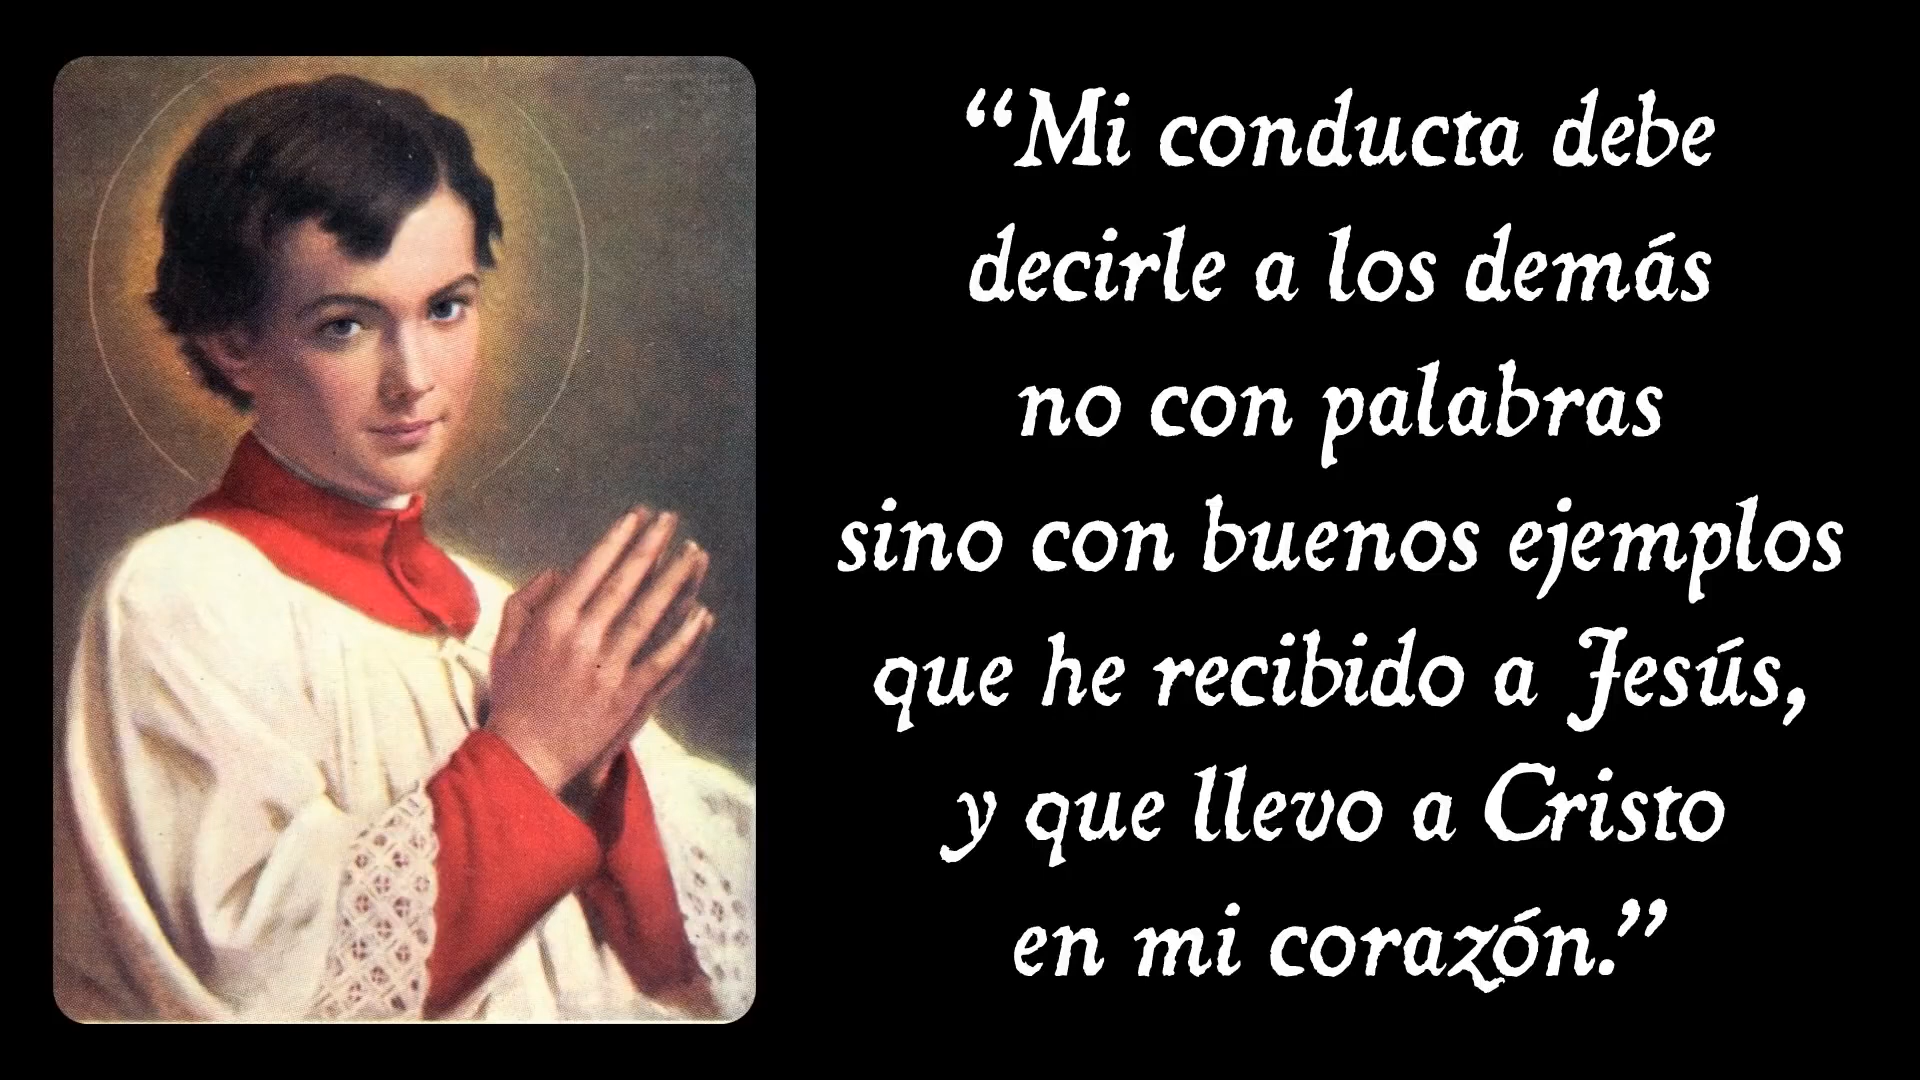 “Mi conducta debe
decirle a los demás
no con palabras
sino con buenos ejemplos
que he recibido a Jesús,
y que llevo a Cristo
en mi corazón.”